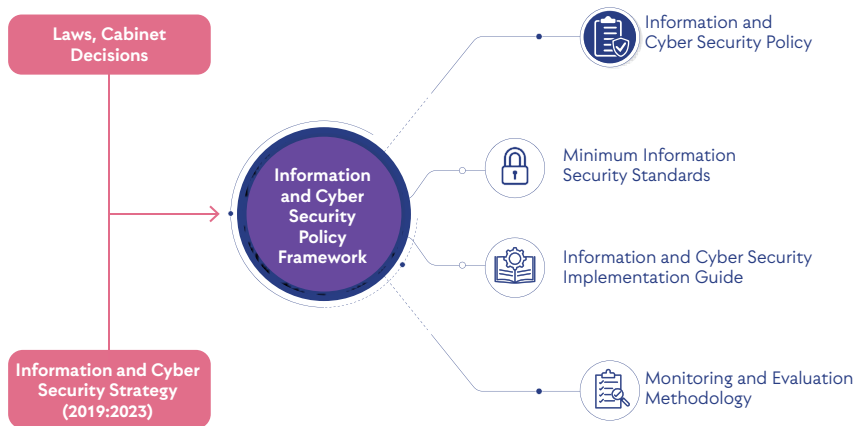 Laws, Cabinet
Decisions
Information and Cyber
Security Strategy
(2019:2023)
Information
and Cyber
Security
Policy
Framework
Information and
Cyber Security Policy
Minimum Information
Security Standards
Information and Cyber Security
Implementation Guide
Monitoring and Evaluation
Methodology